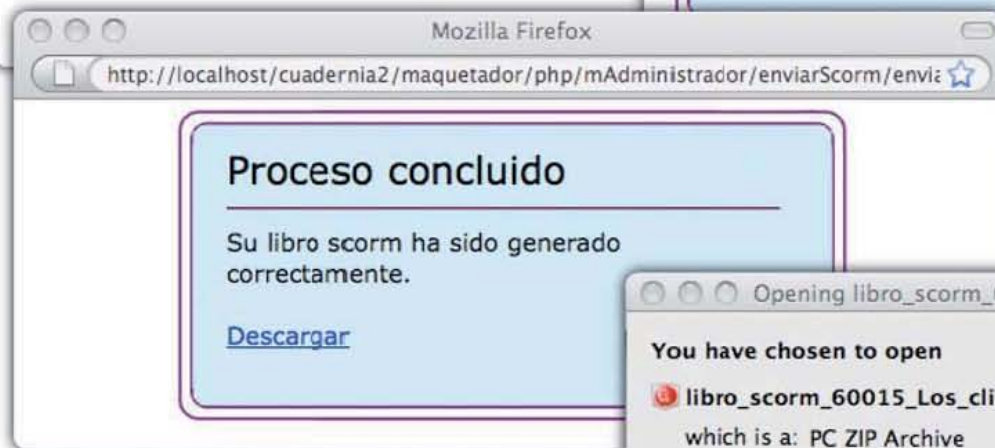 Mozilla Firefox
http://localhost/cuadernia2/maquetador/php/mAdministrador/enviarScorm/envia
Proceso concluido
Su libro scorm ha sido generado
correctamente.
Descargar
Opening libro_scorm_
You have chosen to open
libro_scorm_60015_Los_cli
which is a: PC ZIP Archive